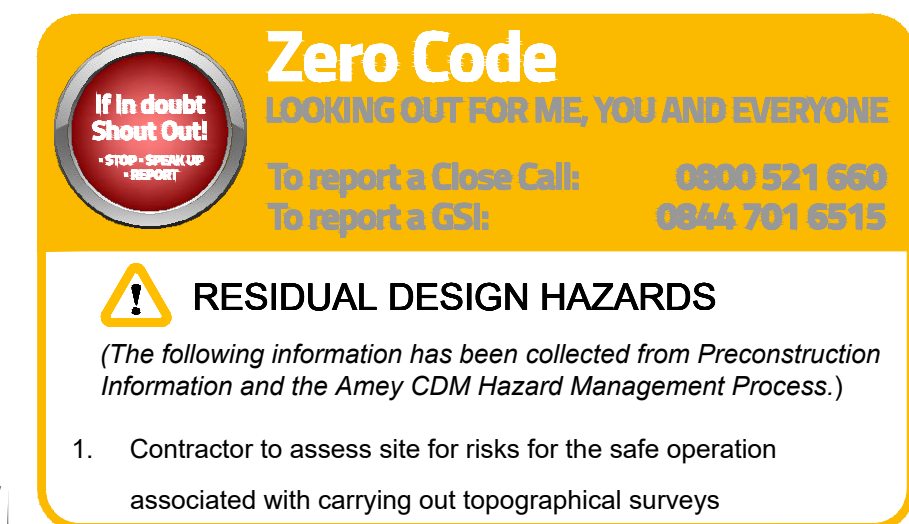 Zero Code
If in doubt
Shout Out!
• STOP • SPEAK UP
• REPORT
LOOKING OUT FOR ME, YOU AND EVERYONE
To report a Close Call: 0800 521 660
To report a GSI: 0844 701 6515
! RESIDUAL DESIGN HAZARDS
(The following information has been collected from Preconstruction
Information and the Amey CDM Hazard Management Process.)
1. Contractor to assess site for risks for the safe operation
associated with carrying out topographical surveys